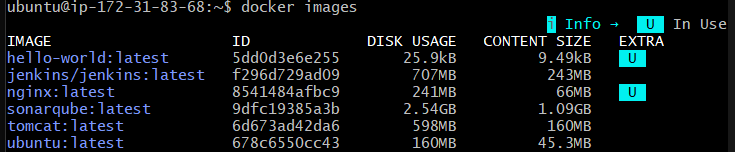 ubuntu@ip-172-31-83-68:~$ docker images
i Info → U In Use
IMAGE ID DISK USAGE CONTENT SIZE EXTRA
hello-world:latest 5dd0d3e6e255 25.9kB 9.49kB U
jenkins/jenkins:latest f296d729ad09 707MB 243MB
nginx:latest 8541484afbc9 241MB 66MB U
sonarqube:latest 9dfc19385a3b 2.54GB 1.09GB
tomcat:latest 6d673ad42da6 598MB 160MB
ubuntu:latest 678c6550cc43 160MB 45.3MB